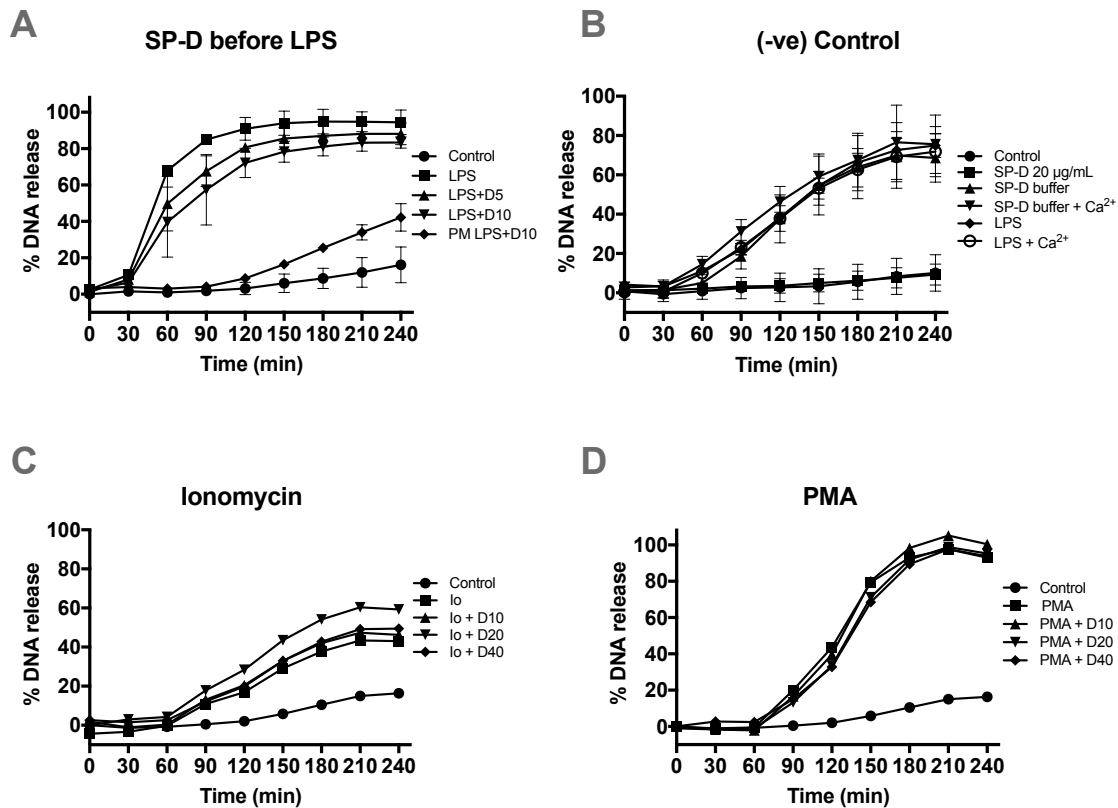 A
SP-D before LPS
% DNA release
100
80
60
40
20
0
0 30 60 90 120 150 180 210 240
Time (min)
Control
LPS
LPS+D5
LPS+D10
PM LPS+D10
B
(-ve) Control
% DNA release
100
80
60
40
20
0
0 30 60 90 120 150 180 210 240
Time (min)
Control
SP-D 20 µg/mL
SP-D buffer
SP-D buffer + Ca²⁺
LPS
LPS + Ca²⁺
C
Ionomycin
% DNA release
100
80
60
40
20
0
0 30 60 90 120 150 180 210 240
Time (min)
Control
Io
Io + D10
Io + D20
Io + D40
D
PMA
% DNA release
100
80
60
40
20
0
0 30 60 90 120 150 180 210 240
Time (min)
Control
PMA
PMA + D10
PMA + D20
PMA + D40